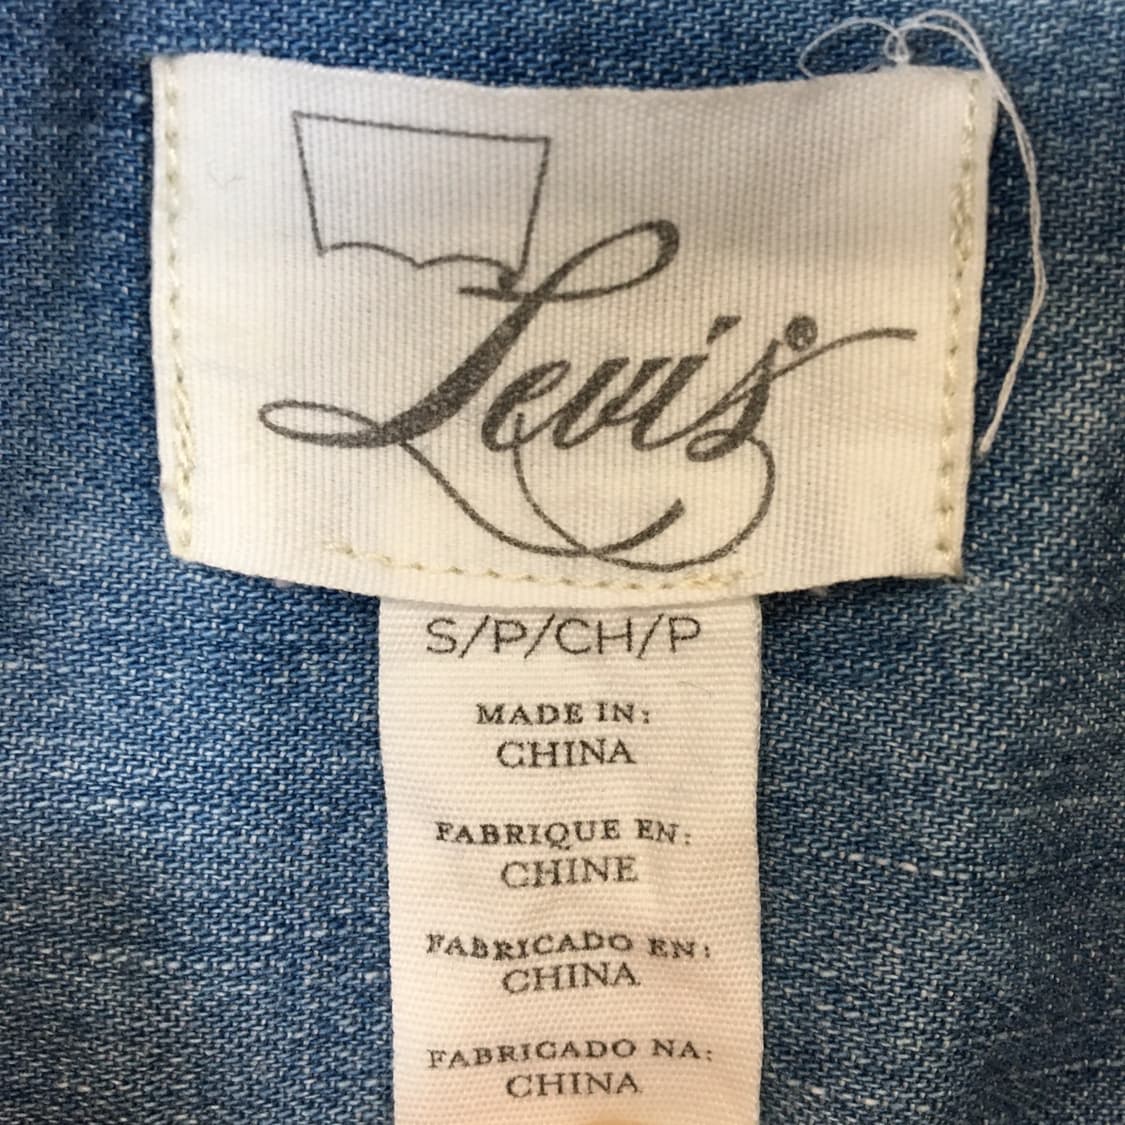 Levi's®
S/P/CH/P
MADE IN:
CHINA
FABRIQUE EN:
CHINE
FABRICADO EN:
CHINA
FABRICADO NA:
CHINA